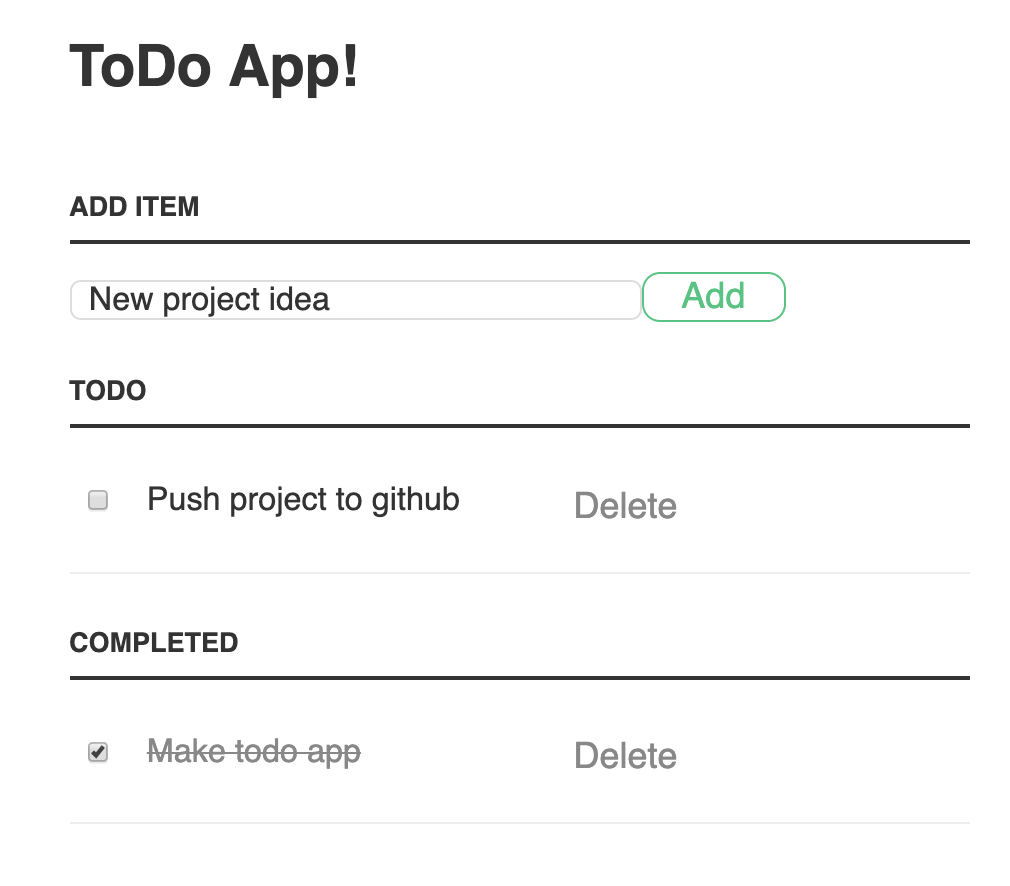 ToDo App!
ADD ITEM
New project idea Add
TODO
Push project to github Delete
COMPLETED
Make todo app Delete